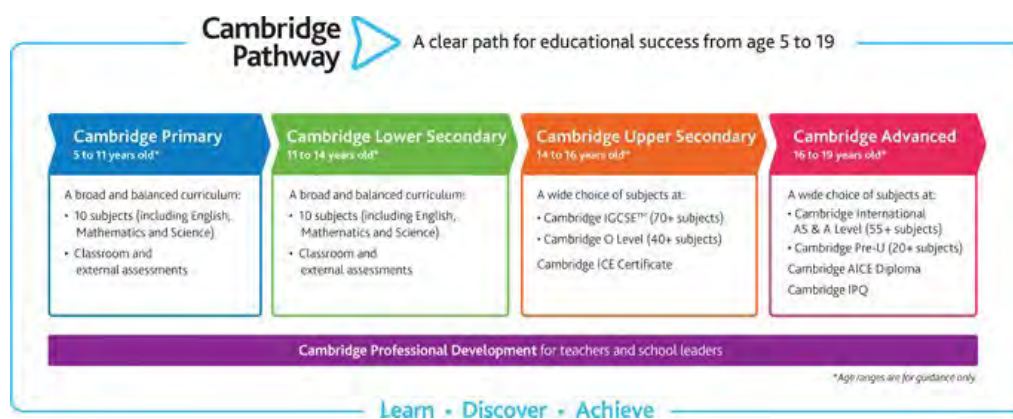 Cambridge
Pathway
A clear path for educational success from age 5 to 19
Cambridge Primary
5 to 11 years old*
A broad and balanced curriculum:
• 10 subjects (including English,
Mathematics and Science)
• Classroom and
external assessments
Cambridge Lower Secondary
11 to 14 years old*
A broad and balanced curriculum:
• 10 subjects (including English,
Mathematics and Science)
• Classroom and
external assessments
Cambridge Upper Secondary
14 to 16 years old*
A wide choice of subjects at:
• Cambridge IGCSE™ (70+ subjects)
• Cambridge O Level (40+ subjects)
Cambridge ICE Certificate
Cambridge Advanced
16 to 19 years old*
A wide choice of subjects at:
• Cambridge International
AS & A Level (55+ subjects)
• Cambridge Pre-U (20+ subjects)
Cambridge AICE Diploma
Cambridge IPQ
Cambridge Professional Development for teachers and school leaders
*Age ranges are for guidance only
Learn • Discover • Achieve